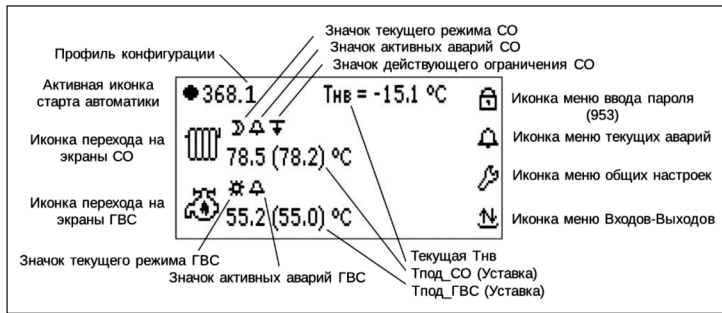 Значок текущего режима СО
Значок активных аварий СО
Профиль конфигурации
Значок действующего ограничения СО
Активная иконка
старта автоматики
368.1
Тнв = -15.1 ºC
Иконка меню ввода пароля
(953)
Иконка перехода на
экраны СО
78.5 (78.2) ºC
Иконка меню текущих аварий
Иконка меню общих настроек
Иконка перехода на
экраны ГВС
55.2 (55.0) ºC
Иконка меню Входов-Выходов
Значок текущего режима ГВС
Значок активных аварий ГВС
Текущая Тнв
Тпод_СО (Уставка)
Тпод_ГВС (Уставка)